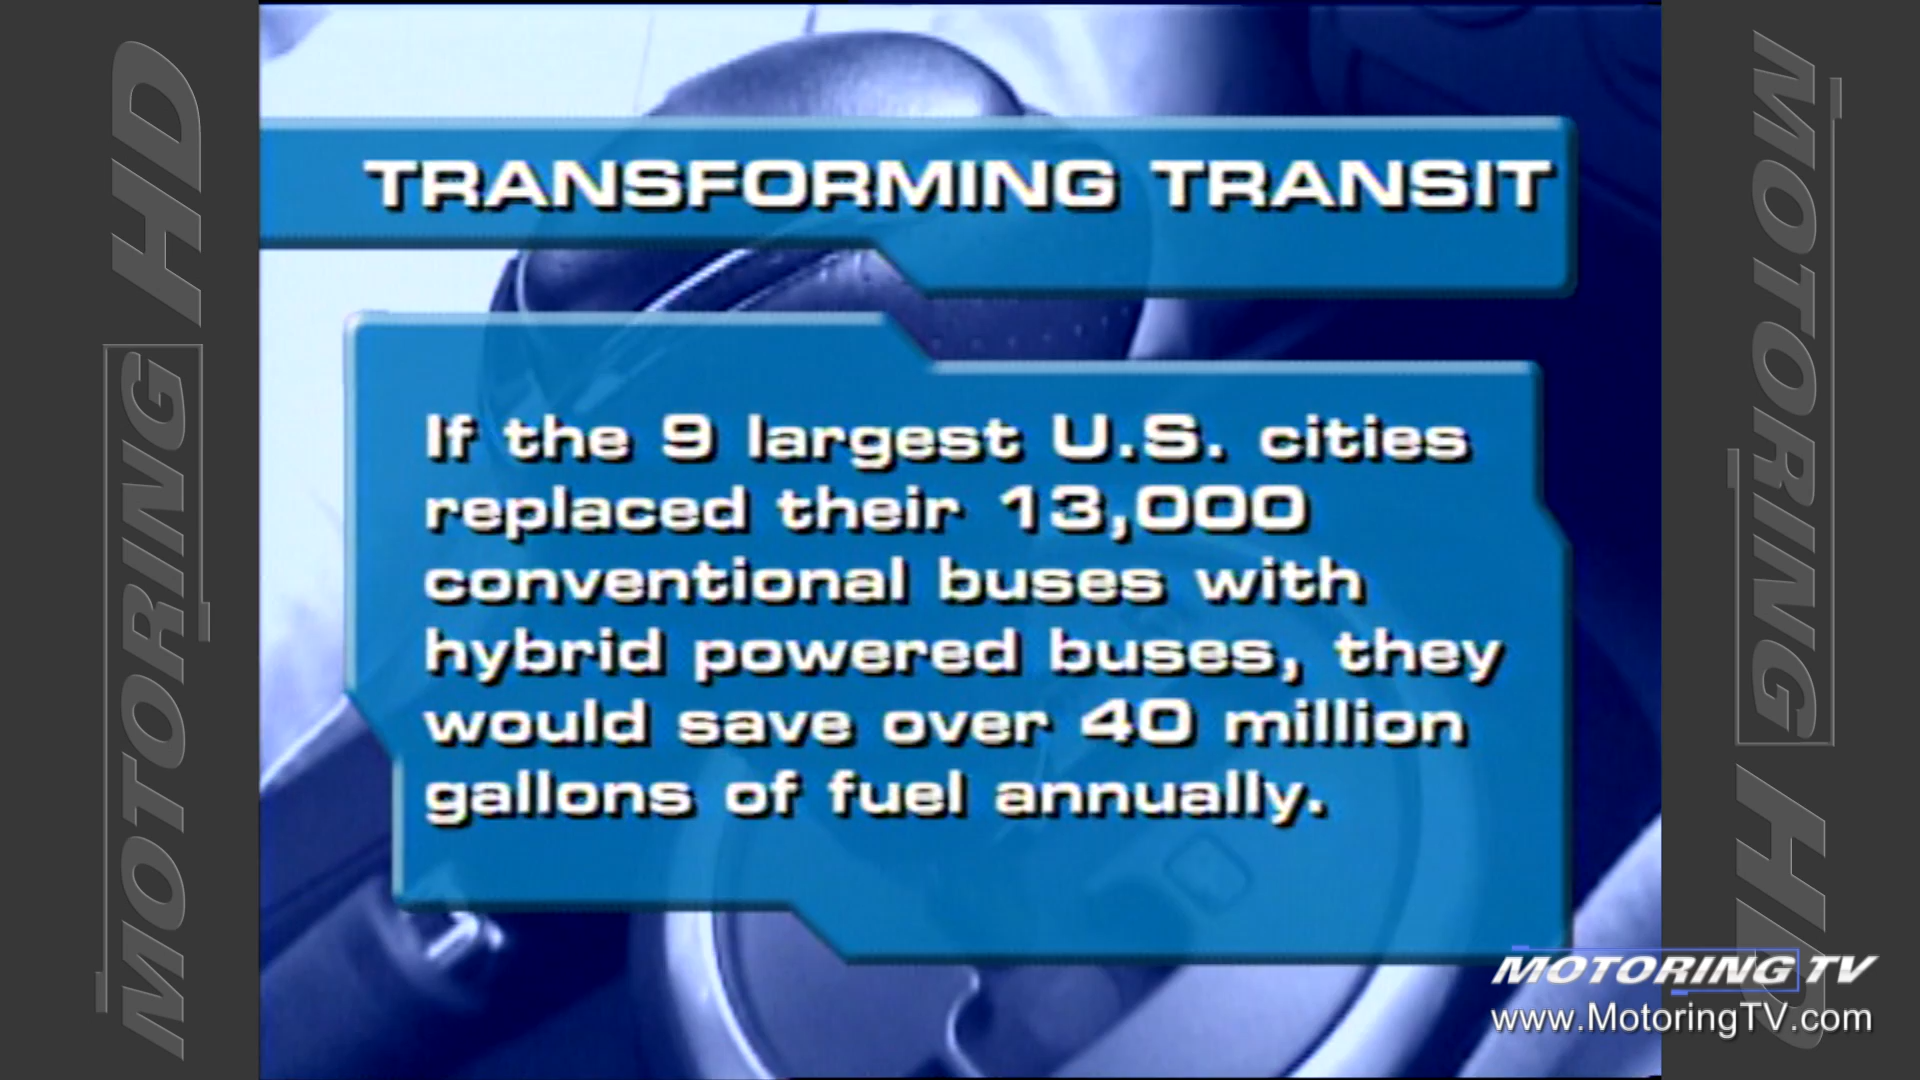 TRANSFORMING TRANSIT
If the 9 largest U.S. cities
replaced their 13,000
conventional buses with
hybrid powered buses, they
would save over 40 million
gallons of fuel annually.
MOTORING HD
MOTORING HD
MOTORING TV
www.MotoringTV.com